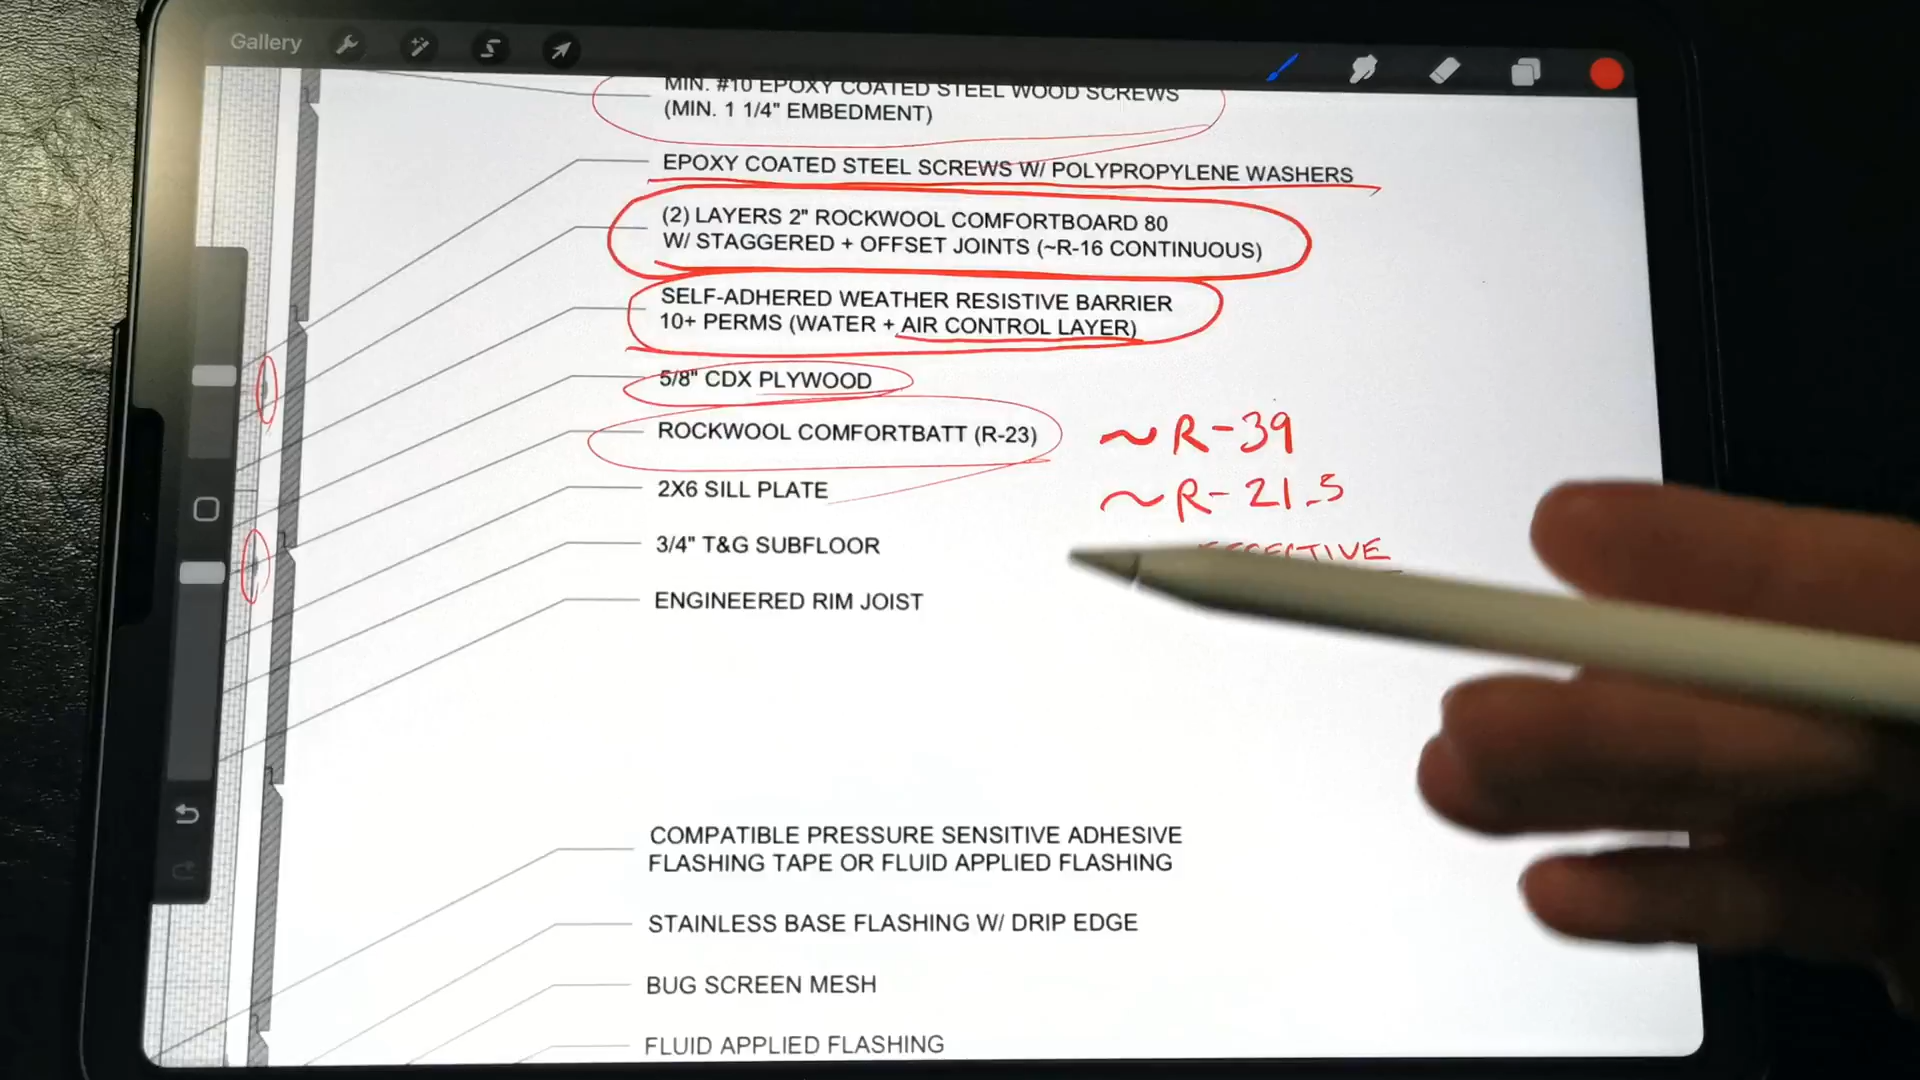 Gallery
MIN. #10 EPOXY COATED STEEL WOOD SCREWS
(MIN. 1 1/4" EMBEDMENT)
EPOXY COATED STEEL SCREWS W/ POLYPROPYLENE WASHERS
(2) LAYERS 2" ROCKWOOL COMFORTBOARD 80
W/ STAGGERED + OFFSET JOINTS (~R-16 CONTINUOUS)
SELF-ADHERED WEATHER RESISTIVE BARRIER
10+ PERMS (WATER + AIR CONTROL LAYER)
5/8" CDX PLYWOOD
ROCKWOOL COMFORTBATT (R-23)
~R-39
2X6 SILL PLATE
~R-21.5
3/4" T&G SUBFLOOR
EFFECTIVE
ENGINEERED RIM JOIST
COMPATIBLE PRESSURE SENSITIVE ADHESIVE
FLASHING TAPE OR FLUID APPLIED FLASHING
STAINLESS BASE FLASHING W/ DRIP EDGE
BUG SCREEN MESH
FLUID APPLIED FLASHING